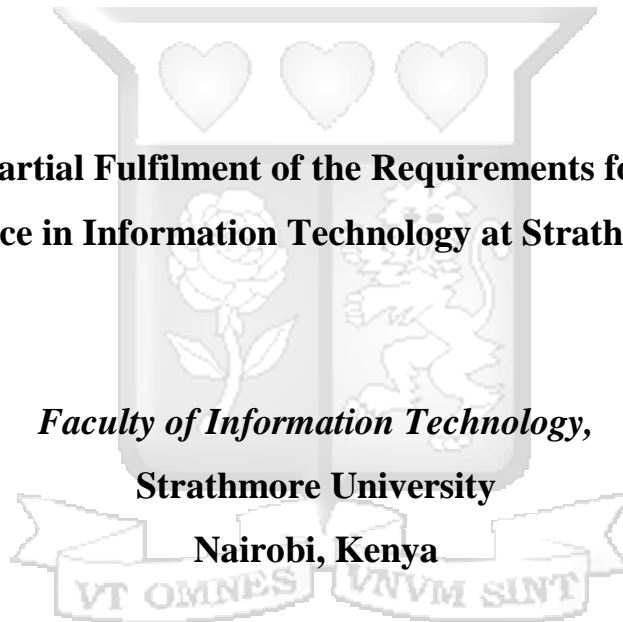 artial Fulfilment of the Requirements fo
ce in Information Technology at Strath
Faculty of Information Technology,
Strathmore University
Nairobi, Kenya
VT OMNES VNVM SINT